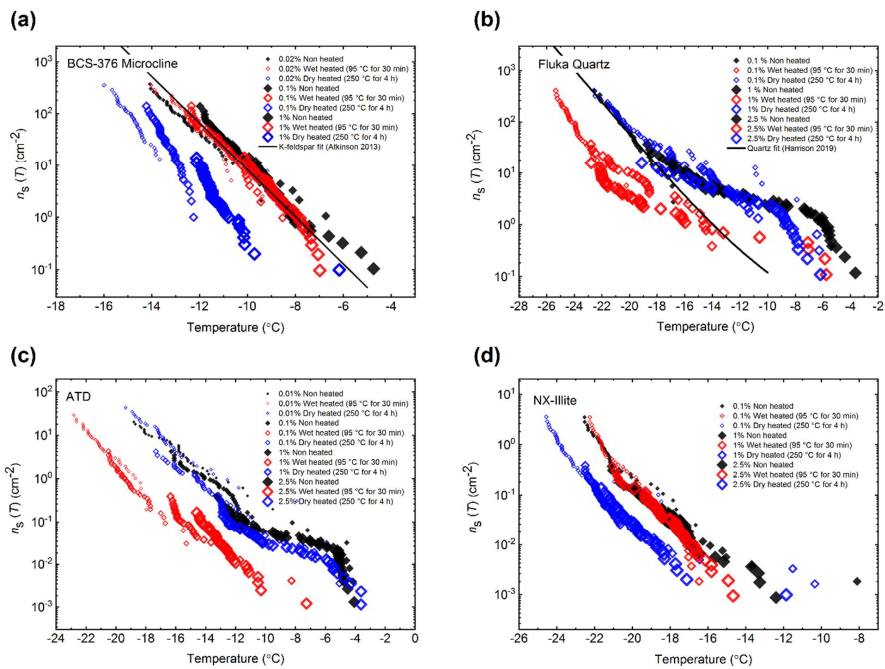 (a)
BCS-376 Microcline
0.02% Non heated
0.02% Wet heated (95 °C for 30 min)
0.02% Dry heated (250 °C for 4 h)
0.1% Non heated
0.1% Wet heated (95 °C for 30 min)
0.1% Dry heated (250 °C for 4 h)
1% Non heated
1% Wet heated (95 °C for 30 min)
1% Dry heated (250 °C for 4 h)
K-feldspar fit (Atkinson 2013)
10³
10²
10¹
10⁰
10⁻¹
nₛ (T) (cm⁻²)
-18 -16 -14 -12 -10 -8 -6 -4 -2
Temperature (°C)
(b)
Fluka Quartz
0.1 % Non heated
0.1% Wet heated (95 °C for 30 min)
0.1% Dry heated (250 °C for 4 h)
1 % Non heated
1% Wet heated (95 °C for 30 min)
1% Dry heated (250 °C for 4 h)
2.5 % Non heated
2.5% Wet heated (95 °C for 30 min)
2.5% Dry heated (250 °C for 4 h)
Quartz fit (Harrison 2019)
10³
10²
10¹
10⁰
10⁻¹
nₛ (T) (cm⁻²)
-28 -26 -24 -22 -20 -18 -16 -14 -12 -10 -8 -6 -4 -2
Temperature (°C)
(c)
ATD
0.01% Non heated
0.01% Wet heated (95 °C for 30 min)
0.01% Dry heated (250 °C for 4 h)
0.1% Non heated
0.1% Wet heated (95 °C for 30 min)
0.1% Dry heated (250 °C for 4 h)
1% Non heated
1% Wet heated (95 °C for 30 min)
1% Dry heated (250 °C for 4 h)
2.5% Non heated
2.5% Wet heated (95 °C for 30 min)
2.5% Dry heated (250 °C for 4 h)
10²
10¹
10⁰
10⁻¹
10⁻²
10⁻³
nₛ (T) (cm⁻²)
-24 -22 -20 -18 -16 -14 -12 -10 -8 -6 -4 -2 0
Temperature (°C)
(d)
NX-Illite
0.1% Non heated
0.1% Wet heated (95 °C for 30 min)
0.1% Dry heated (250 °C for 4 h)
1% Non heated
1% Wet heated (95 °C for 30 min)
1% Dry heated (250 °C for 4 h)
2.5% Non heated
2.5% Wet heated (95 °C for 30 min)
2.5% Dry heated (250 °C for 4 h)
10¹
10⁰
10⁻¹
10⁻²
10⁻³
nₛ (T) (cm⁻²)
-26 -24 -22 -20 -18 -16 -14 -12 -10 -8 -6
Temperature (°C)